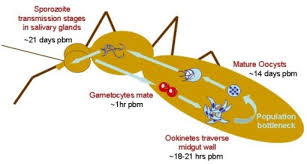 Sporozoite
transmission stages
in salivary glands
~21 days pbm
Gametocytes mate
~1hr pbm
Mature Oocysts
~14 days pbm
Population
bottleneck
Ookinetes traverse
midgut wall
~18-21 hrs pbm